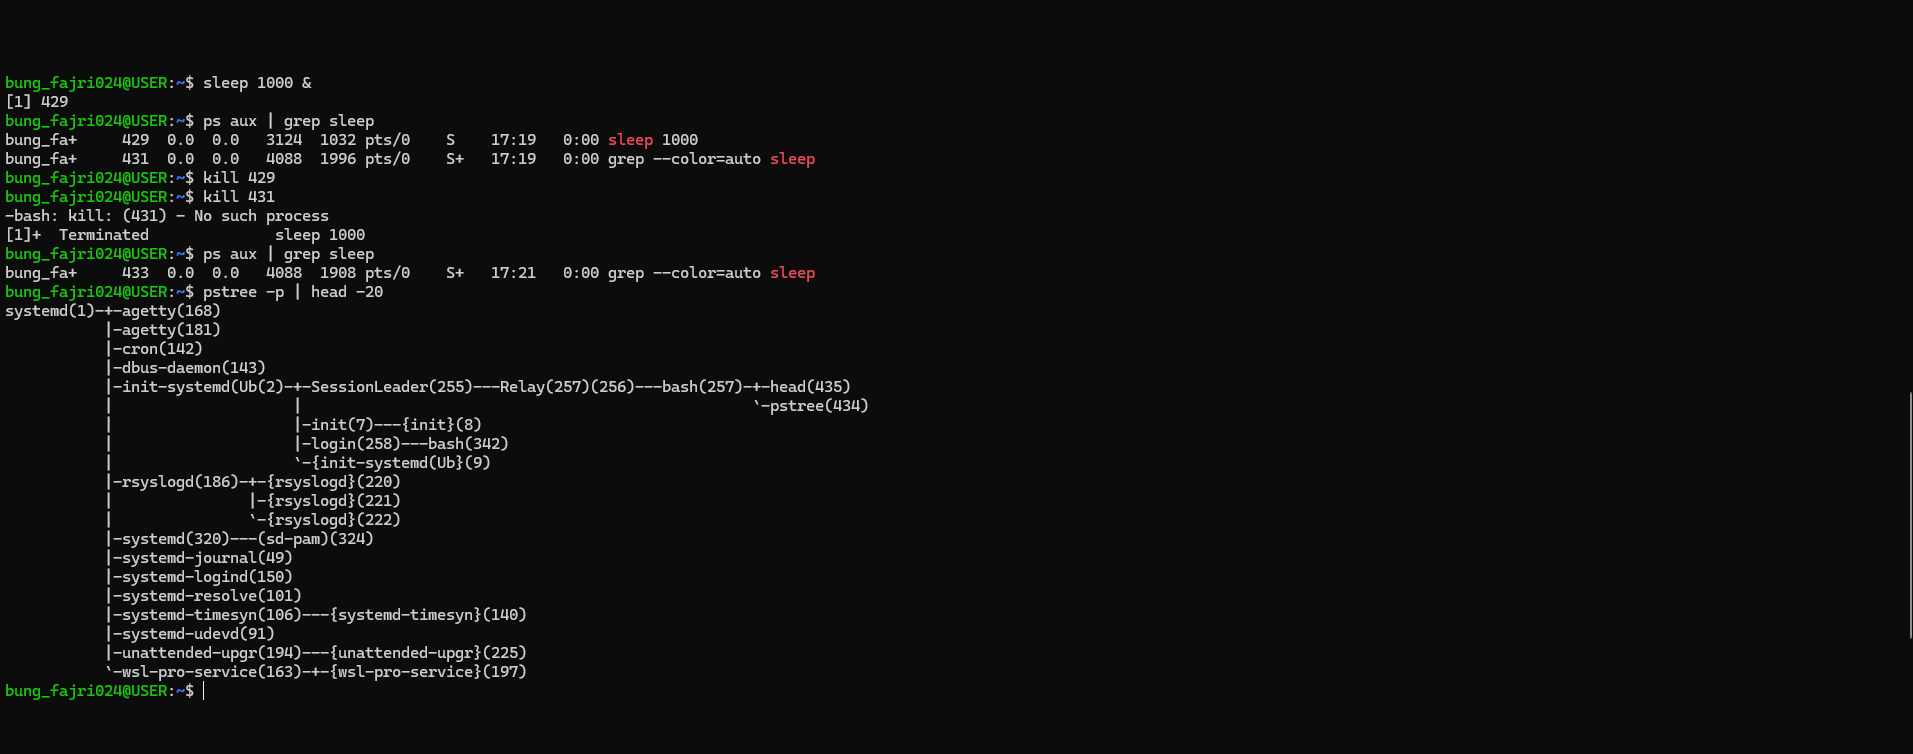 bung_fajri024@USER:~$ sleep 1000 &
[1] 429
bung_fajri024@USER:~$ ps aux | grep sleep
bung_fa+     429  0.0  0.0   3124  1032 pts/0    S    17:19   0:00 sleep 1000
bung_fa+     431  0.0  0.0   4088  1996 pts/0    S+   17:19   0:00 grep --color=auto sleep
bung_fajri024@USER:~$ kill 429
bung_fajri024@USER:~$ kill 431
-bash: kill: (431) - No such process
[1]+  Terminated              sleep 1000
bung_fajri024@USER:~$ ps aux | grep sleep
bung_fa+     433  0.0  0.0   4088  1908 pts/0    S+   17:21   0:00 grep --color=auto sleep
bung_fajri024@USER:~$ pstree -p | head -20
systemd(1)-+-agetty(168)
           |-agetty(181)
           |-cron(142)
           |-dbus-daemon(143)
           |-init-systemd(Ub(2)-+-SessionLeader(255)---Relay(257)(256)---bash(257)-+-head(435)
           |                    |                                                  `-pstree(434)
           |                    |-init(7)---{init}(8)
           |                    |-login(258)---bash(342)
           |                    `-{init-systemd(Ub}(9)
           |-rsyslogd(186)-+-{rsyslogd}(220)
           |               |-{rsyslogd}(221)
           |               `-{rsyslogd}(222)
           |-systemd(320)---(sd-pam)(324)
           |-systemd-journal(49)
           |-systemd-logind(150)
           |-systemd-resolve(101)
           |-systemd-timesyn(106)---{systemd-timesyn}(140)
           |-systemd-udevd(91)
           |-unattended-upgr(194)---{unattended-upgr}(225)
           `-wsl-pro-service(163)-+-{wsl-pro-service}(197)
bung_fajri024@USER:~$